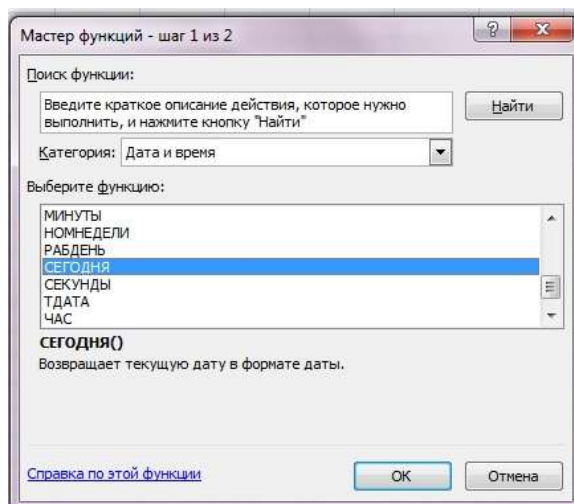 Мастер функций - шаг 1 из 2
Поиск функции:
Введите краткое описание действия, которое нужно
выполнить, и нажмите кнопку "Найти"
Найти
Категория: Дата и время
Выберите функцию:
МИНУТЫ
НОМНЕДЕЛИ
РАБДЕНЬ
СЕГОДНЯ
СЕКУНДЫ
ТДАТА
ЧАС
СЕГОДНЯ()
Возвращает текущую дату в формате даты.
Справка по этой функции
ОК
Отмена